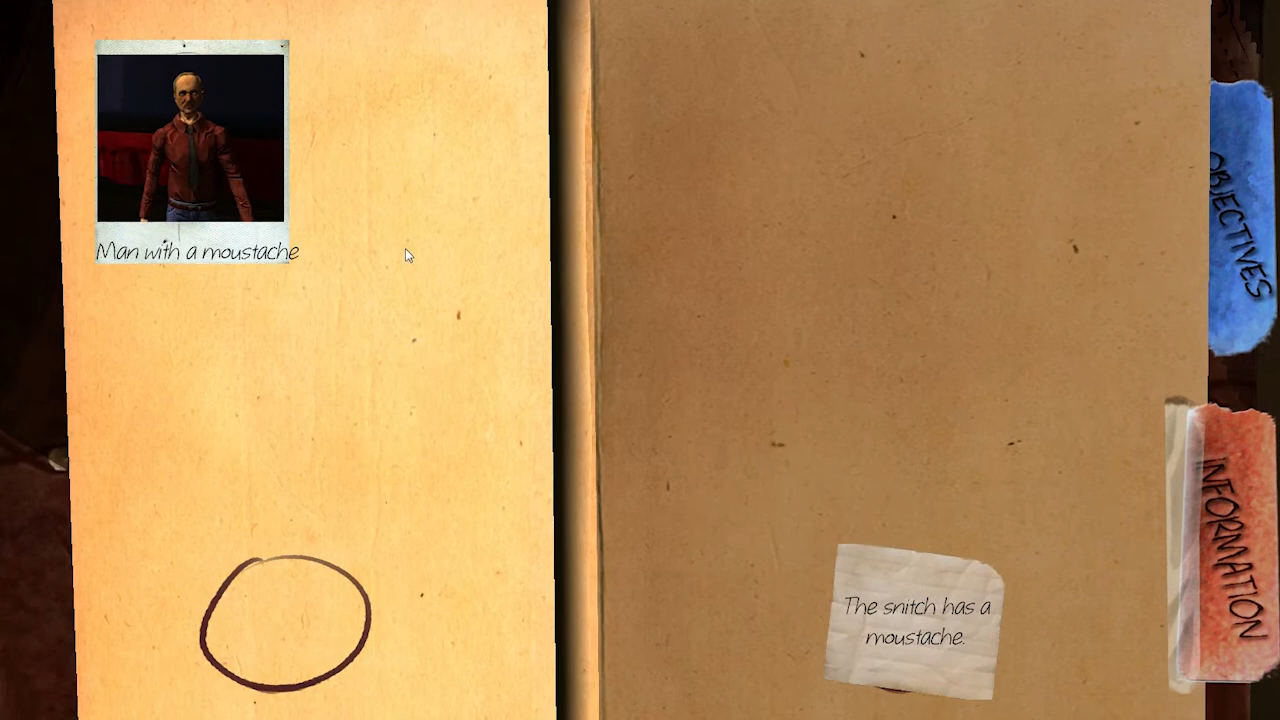 Man with a moustache
The snitch has a
moustache.
OBJECTIVES
INFORMATION